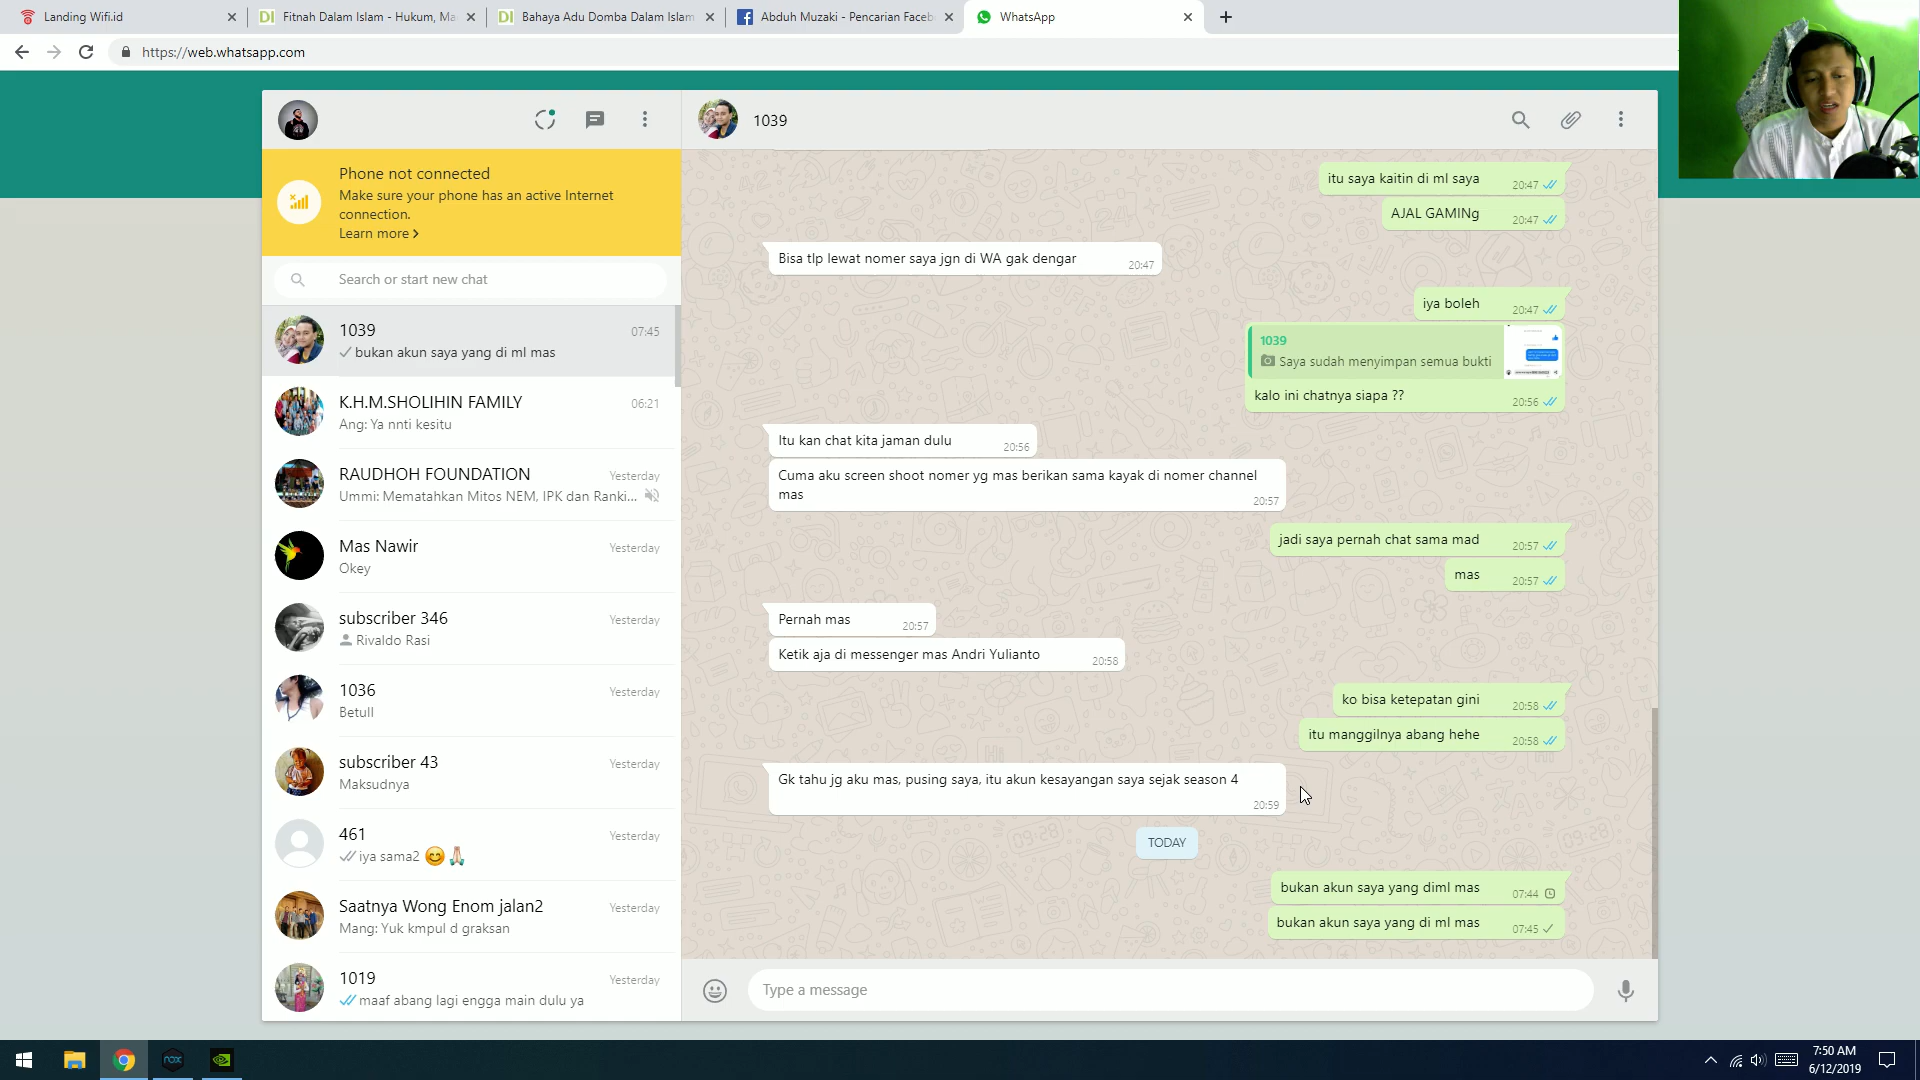 Landing Wifi.id
Fitnah Dalam Islam - Hukum, Ma
Bahaya Adu Domba Dalam Islam
Abduh Muzaki - Pencarian Faceb
WhatsApp
https://web.whatsapp.com
1039
Phone not connected
Make sure your phone has an active Internet
connection.
Learn more >
Search or start new chat
1039
07:45
bukan akun saya yang di ml mas
K.H.M.SHOLIHIN FAMILY
06:21
Ang: Ya nnti kesitu
RAUDHOH FOUNDATION
Yesterday
Ummi: Mematahkan Mitos NEM, IPK dan Ranki...
Mas Nawir
Yesterday
Okey
subscriber 346
Yesterday
Rivaldo Rasi
1036
Yesterday
Betull
subscriber 43
Yesterday
Maksudnya
461
Yesterday
iya sama2 😊🙏🏻
Saatnya Wong Enom jalan2
Yesterday
Mang: Yuk kmpul d graksan
1019
Yesterday
maaf abang lagi engga main dulu ya
itu saya kaitin di ml saya
20:47
AJAL GAMINg
20:47
Bisa tlp lewat nomer saya jgn di WA gak dengar
20:47
iya boleh
20:47
1039
Saya sudah menyimpan semua bukti
kalo ini chatnya siapa ??
20:56
Itu kan chat kita jaman dulu
20:56
Cuma aku screen shoot nomer yg mas berikan sama kayak di nomer channel
mas
20:57
jadi saya pernah chat sama mad
20:57
mas
20:57
Pernah mas
20:57
Ketik aja di messenger mas Andri Yulianto
20:58
ko bisa ketepatan gini
20:58
itu manggilnya abang hehe
20:58
Gk tahu jg aku mas, pusing saya, itu akun kesayangan saya sejak season 4
20:59
TODAY
bukan akun saya yang diml mas
07:44
bukan akun saya yang di ml mas
07:45
Type a message
nox
7:50 AM
6/12/2019